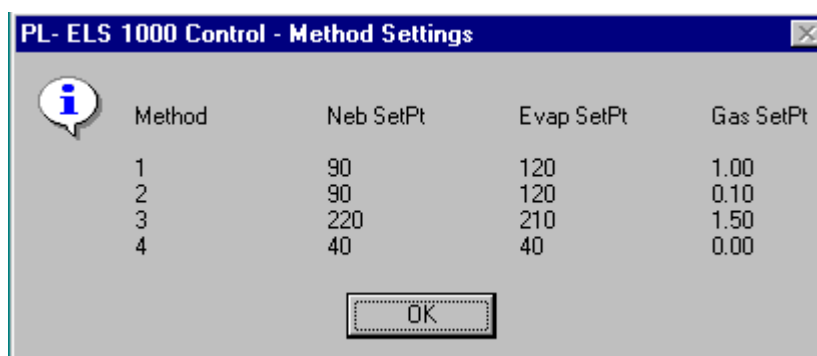 PL- ELS 1000 Control - Method Settings
Method Neb SetPt Evap SetPt Gas SetPt
1 90 120 1.00
2 90 120 0.10
3 220 210 1.50
4 40 40 0.00
OK